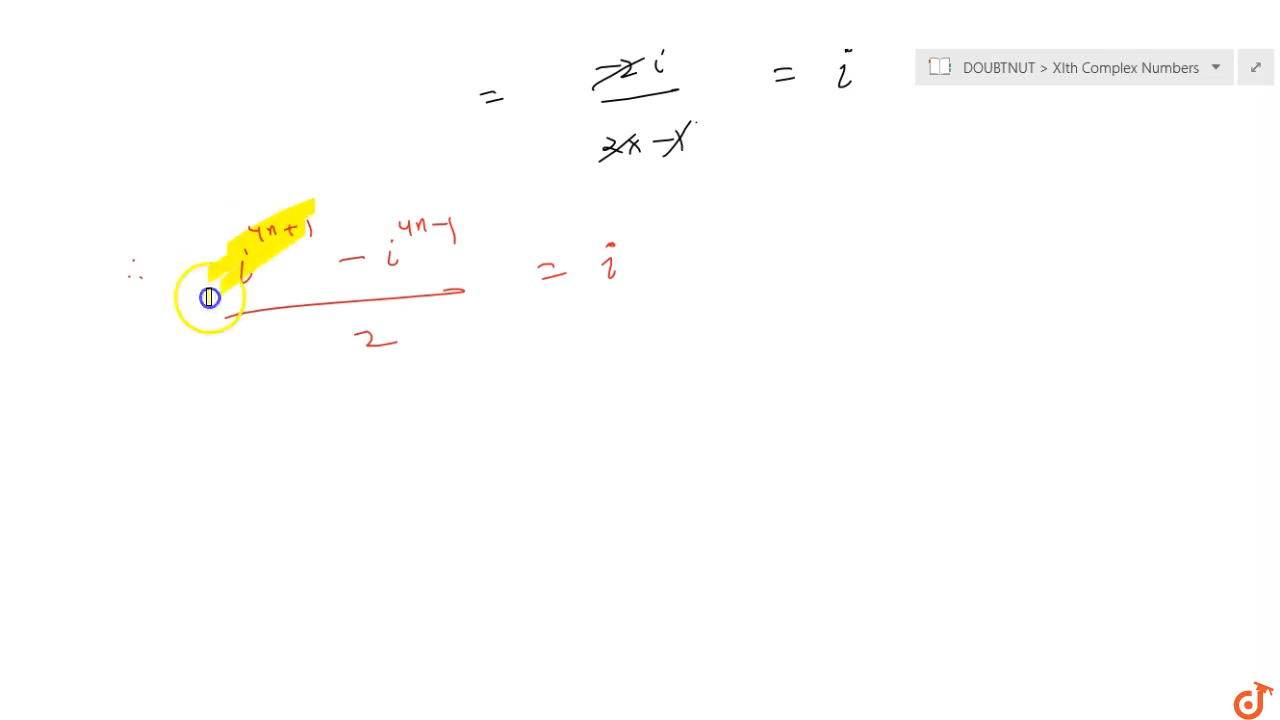 DOUBTNUT > XIth Complex Numbers
= -2i / 2x-x = i
∴ i^{4n+1} - i^{4n-1} / 2 = i